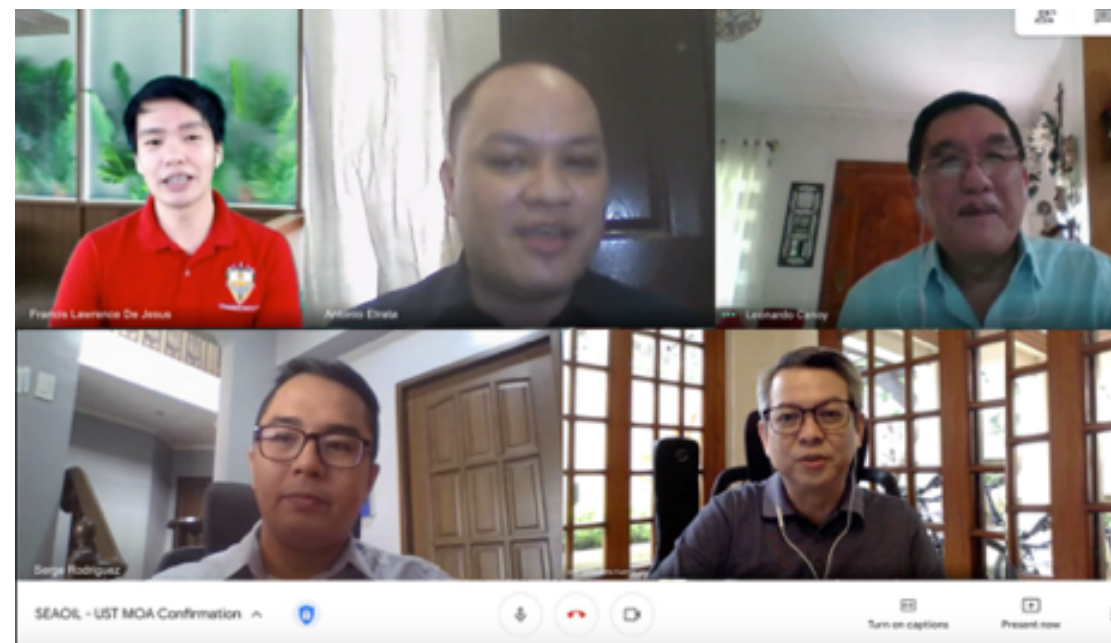 Francis Lawrence De Jesus
Antonio Etrata
Leonardo Canoy
Serge Rodriguez
SEAOIL - UST MOA Confirmation
Turn on captions
Present now